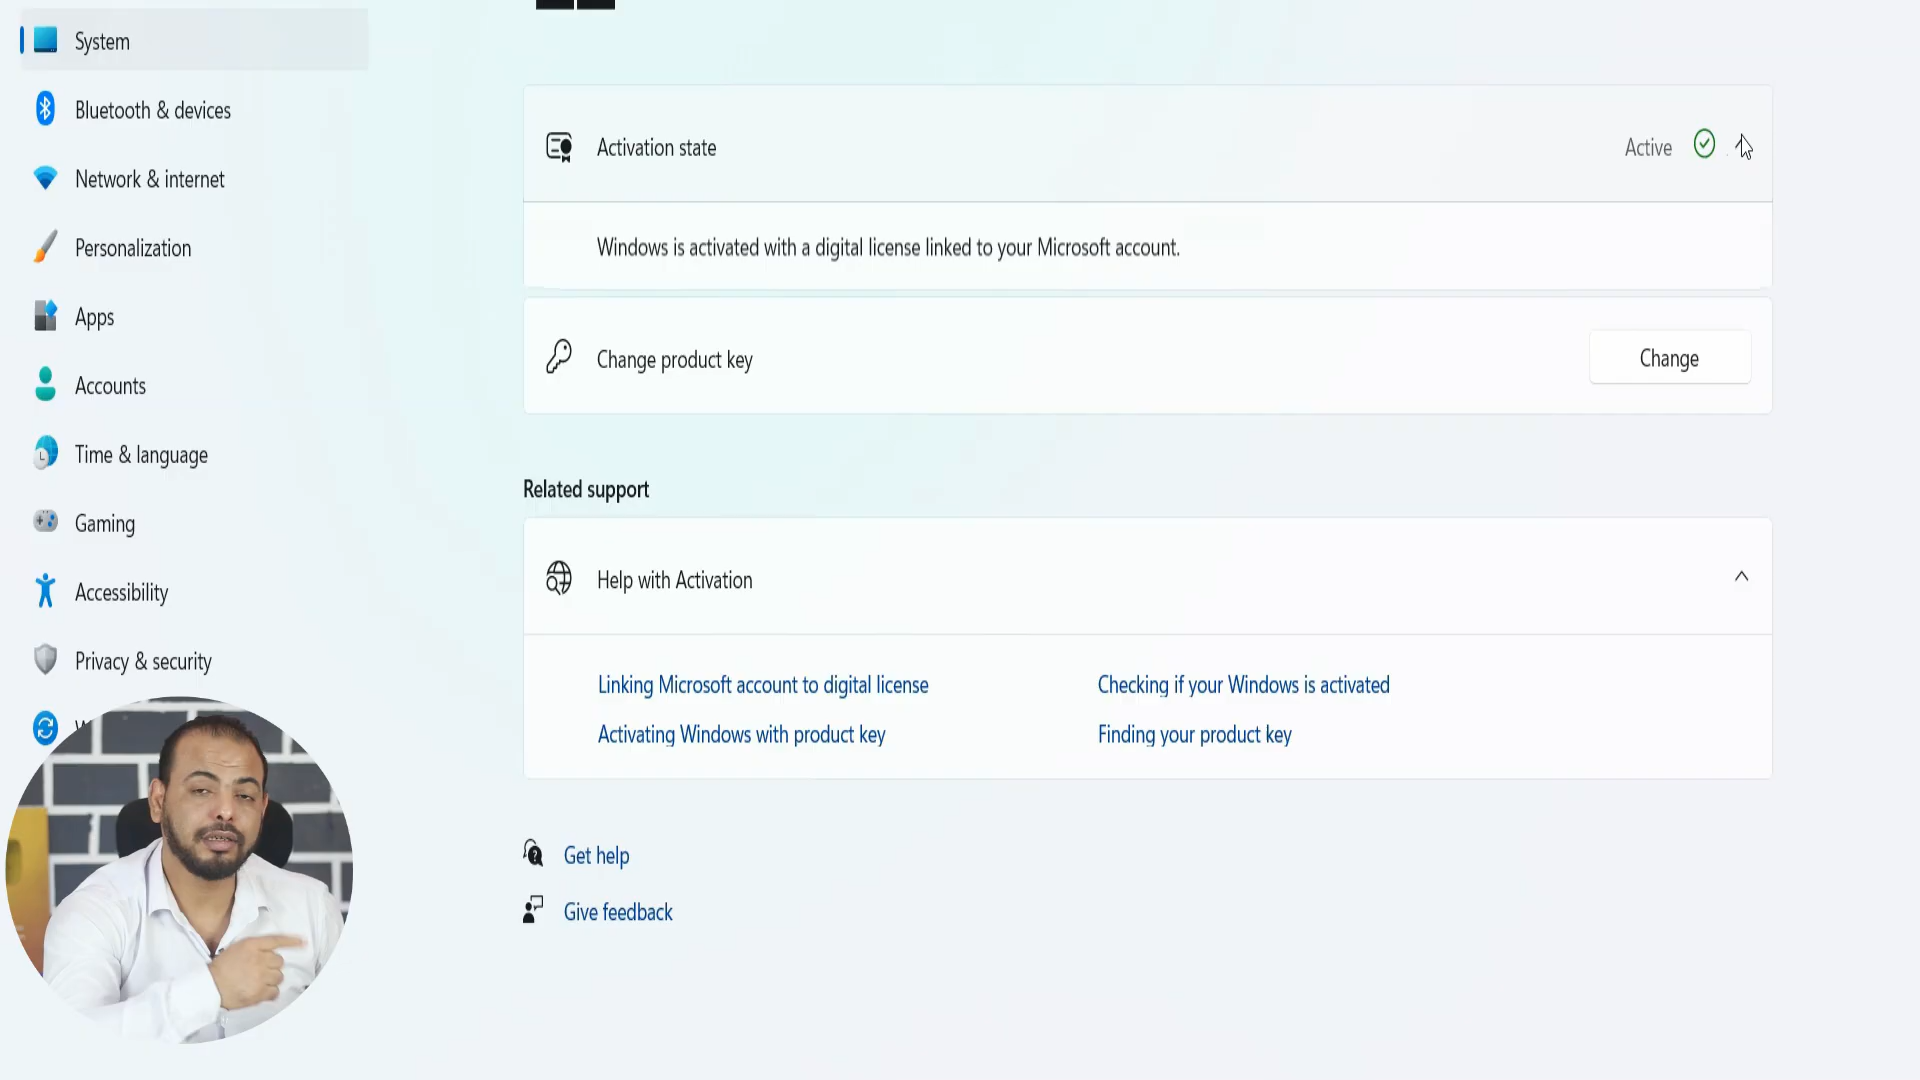 System
Bluetooth & devices
Network & internet
Personalization
Apps
Accounts
Time & language
Gaming
Accessibility
Privacy & security
Activation state
Active
Windows is activated with a digital license linked to your Microsoft account.
Change product key
Change
Related support
Help with Activation
Linking Microsoft account to digital license
Checking if your Windows is activated
Activating Windows with product key
Finding your product key
Get help
Give feedback